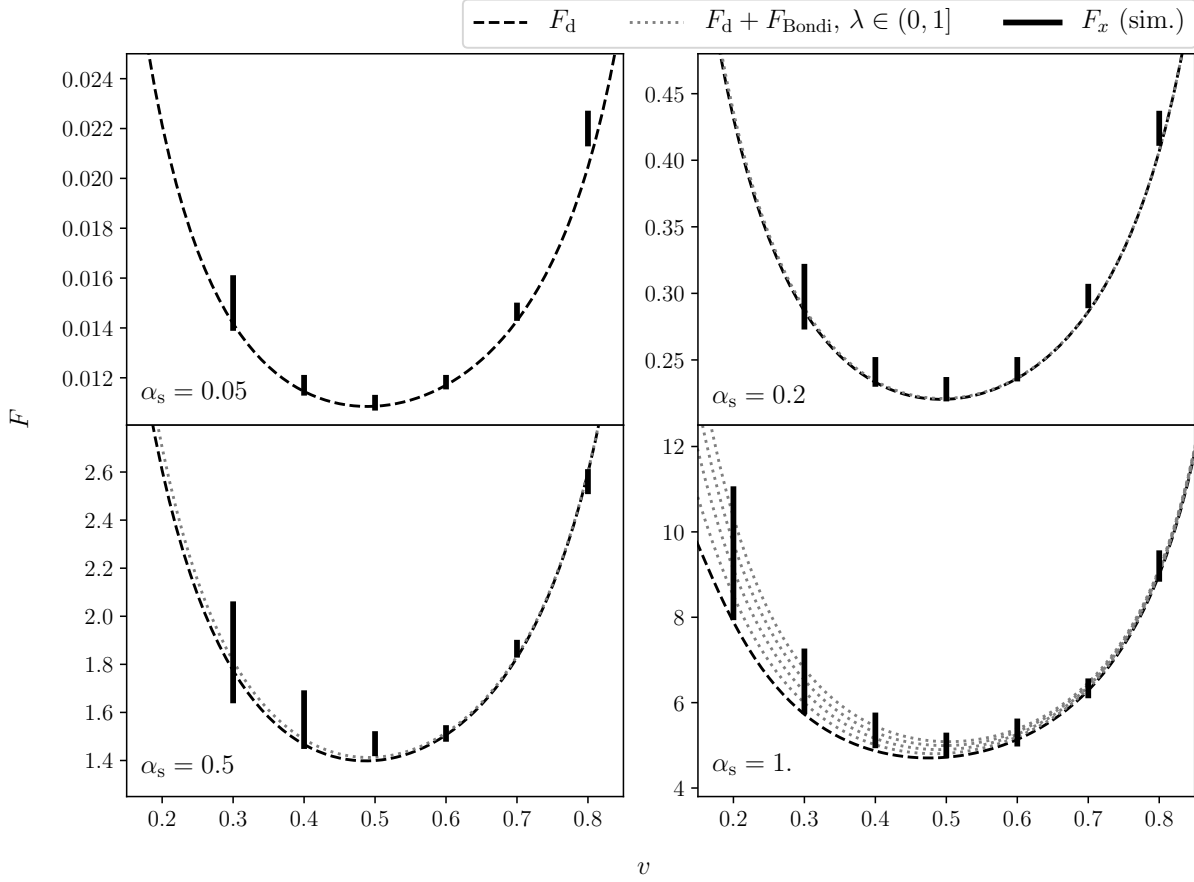 F_d F_d + F_Bondi, λ ∈ (0, 1] F_x (sim.)
0.024
0.022
0.020
0.018
0.016
0.014
0.012
α_s = 0.05
0.45
0.40
0.35
0.30
0.25
α_s = 0.2
F
2.6
2.4
2.2
2.0
1.8
1.6
1.4
α_s = 0.5
0.2 0.3 0.4 0.5 0.6 0.7 0.8
12
10
8
6
4
α_s = 1.
0.2 0.3 0.4 0.5 0.6 0.7 0.8
v